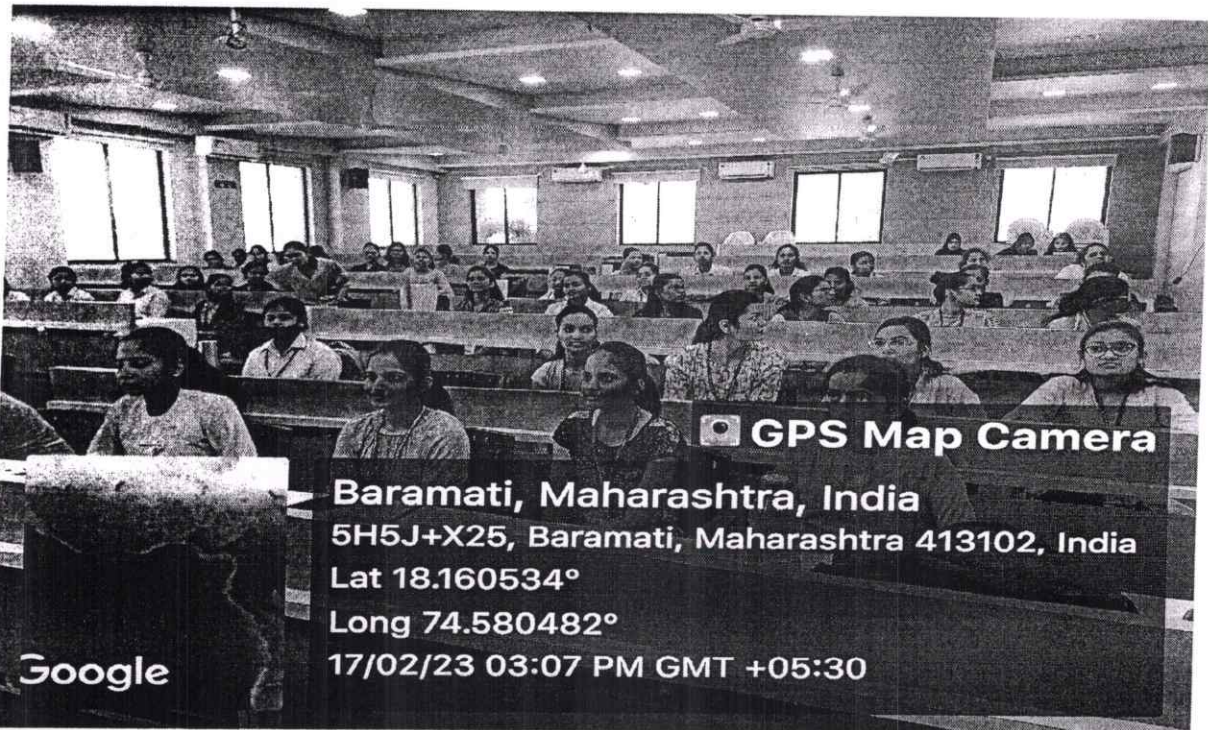 GPS Map Camera
Baramati, Maharashtra, India
5H5J+X25, Baramati, Maharashtra 413102, India
Lat 18.160534°
Long 74.580482°
17/02/23 03:07 PM GMT +05:30
Google